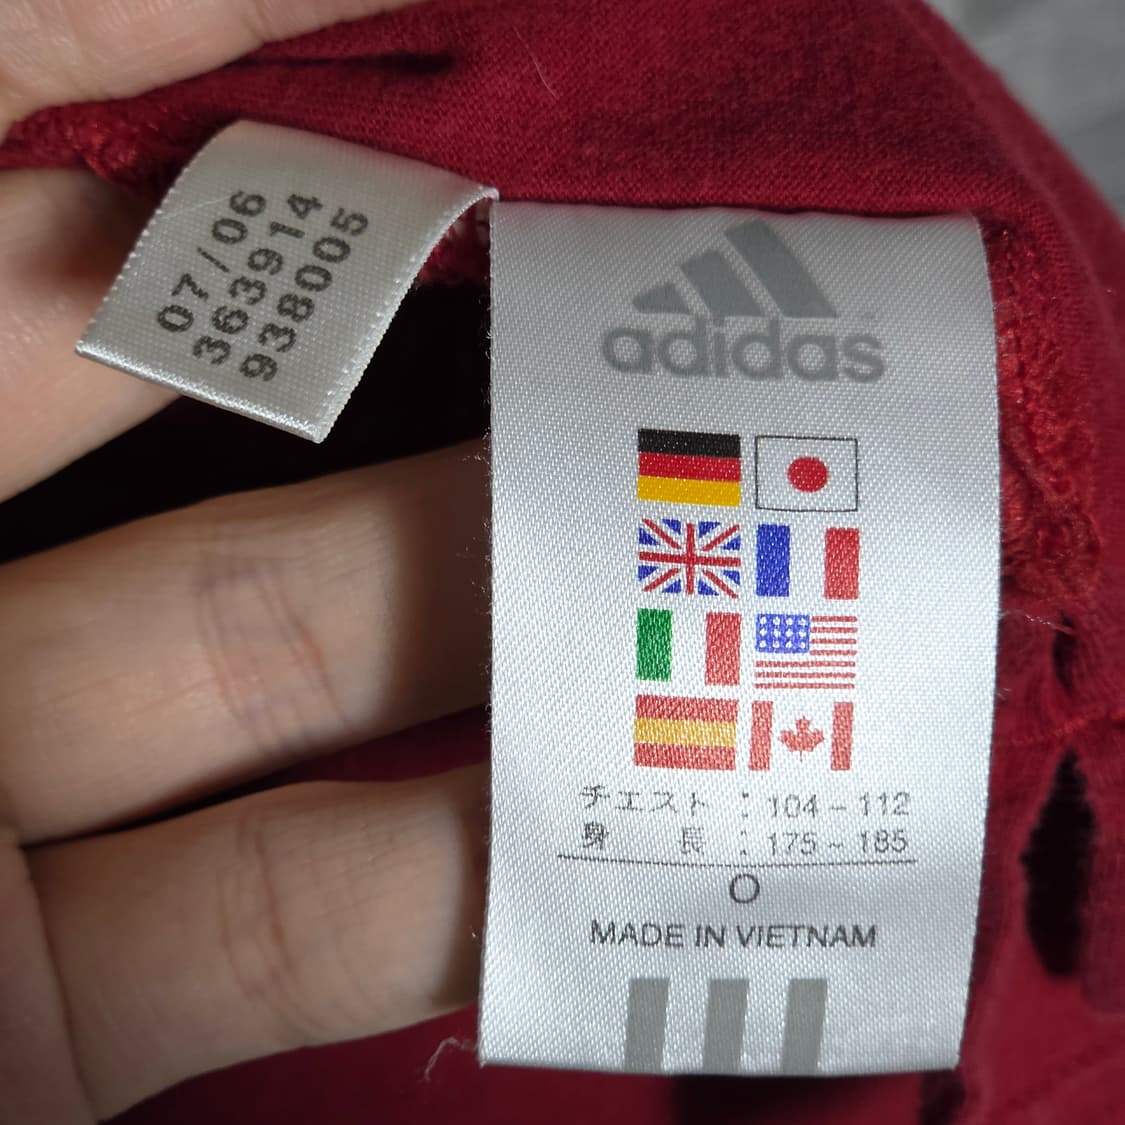 07/06
363914
938005
adidas
チェスト : 104-112
身 長 : 175~185
O
MADE IN VIETNAM